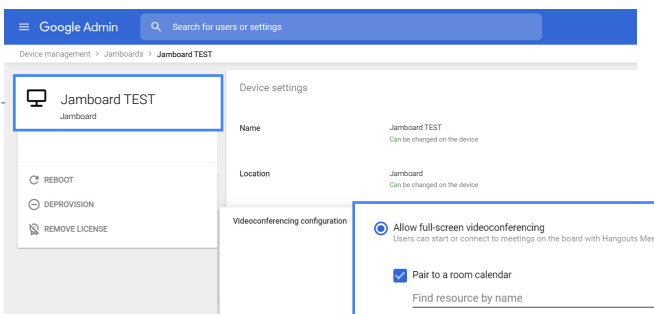 Google Admin
Search for users or settings
Device management > Jamboards > Jamboard TEST
Jamboard TEST
Jamboard
REBOOT
DEPROVISION
REMOVE LICENSE
Device settings
Name
Jamboard TEST
Can be changed on the device
Location
Jamboard
Can be changed on the device
Videoconferencing configuration
Allow full-screen videoconferencing
Users can start or connect to meetings on the board with Hangouts Mee
Pair to a room calendar
Find resource by name